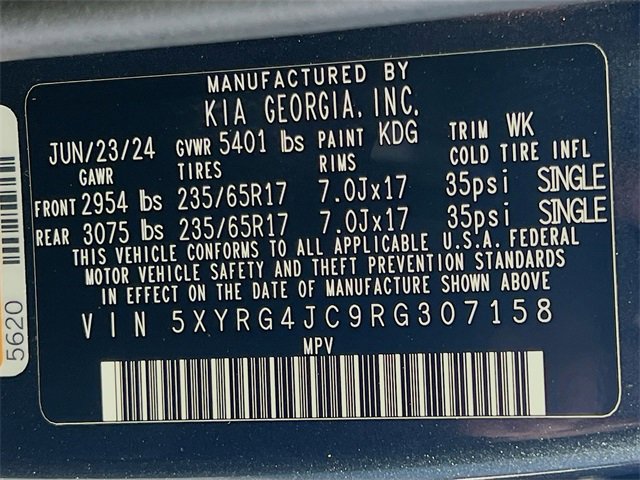 MANUFACTURED BY
KIA GEORGIA, INC.
JUN/23/24 GVWR 5401 lbs PAINT KDG TRIM WK
GAWR TIRES RIMS COLD TIRE INFL
FRONT 2954 lbs 235/65R17 7.0Jx17 35psi SINGLE
REAR 3075 lbs 235/65R17 7.0Jx17 35psi SINGLE
THIS VEHICLE CONFORMS TO ALL APPLICABLE U.S.A. FEDERAL
MOTOR VEHICLE SAFETY AND THEFT PREVENTION STANDARDS
IN EFFECT ON THE DATE OF MANUFACTURE SHOWN ABOVE
VIN 5XYRG4JC9RG307158
MPV
5620